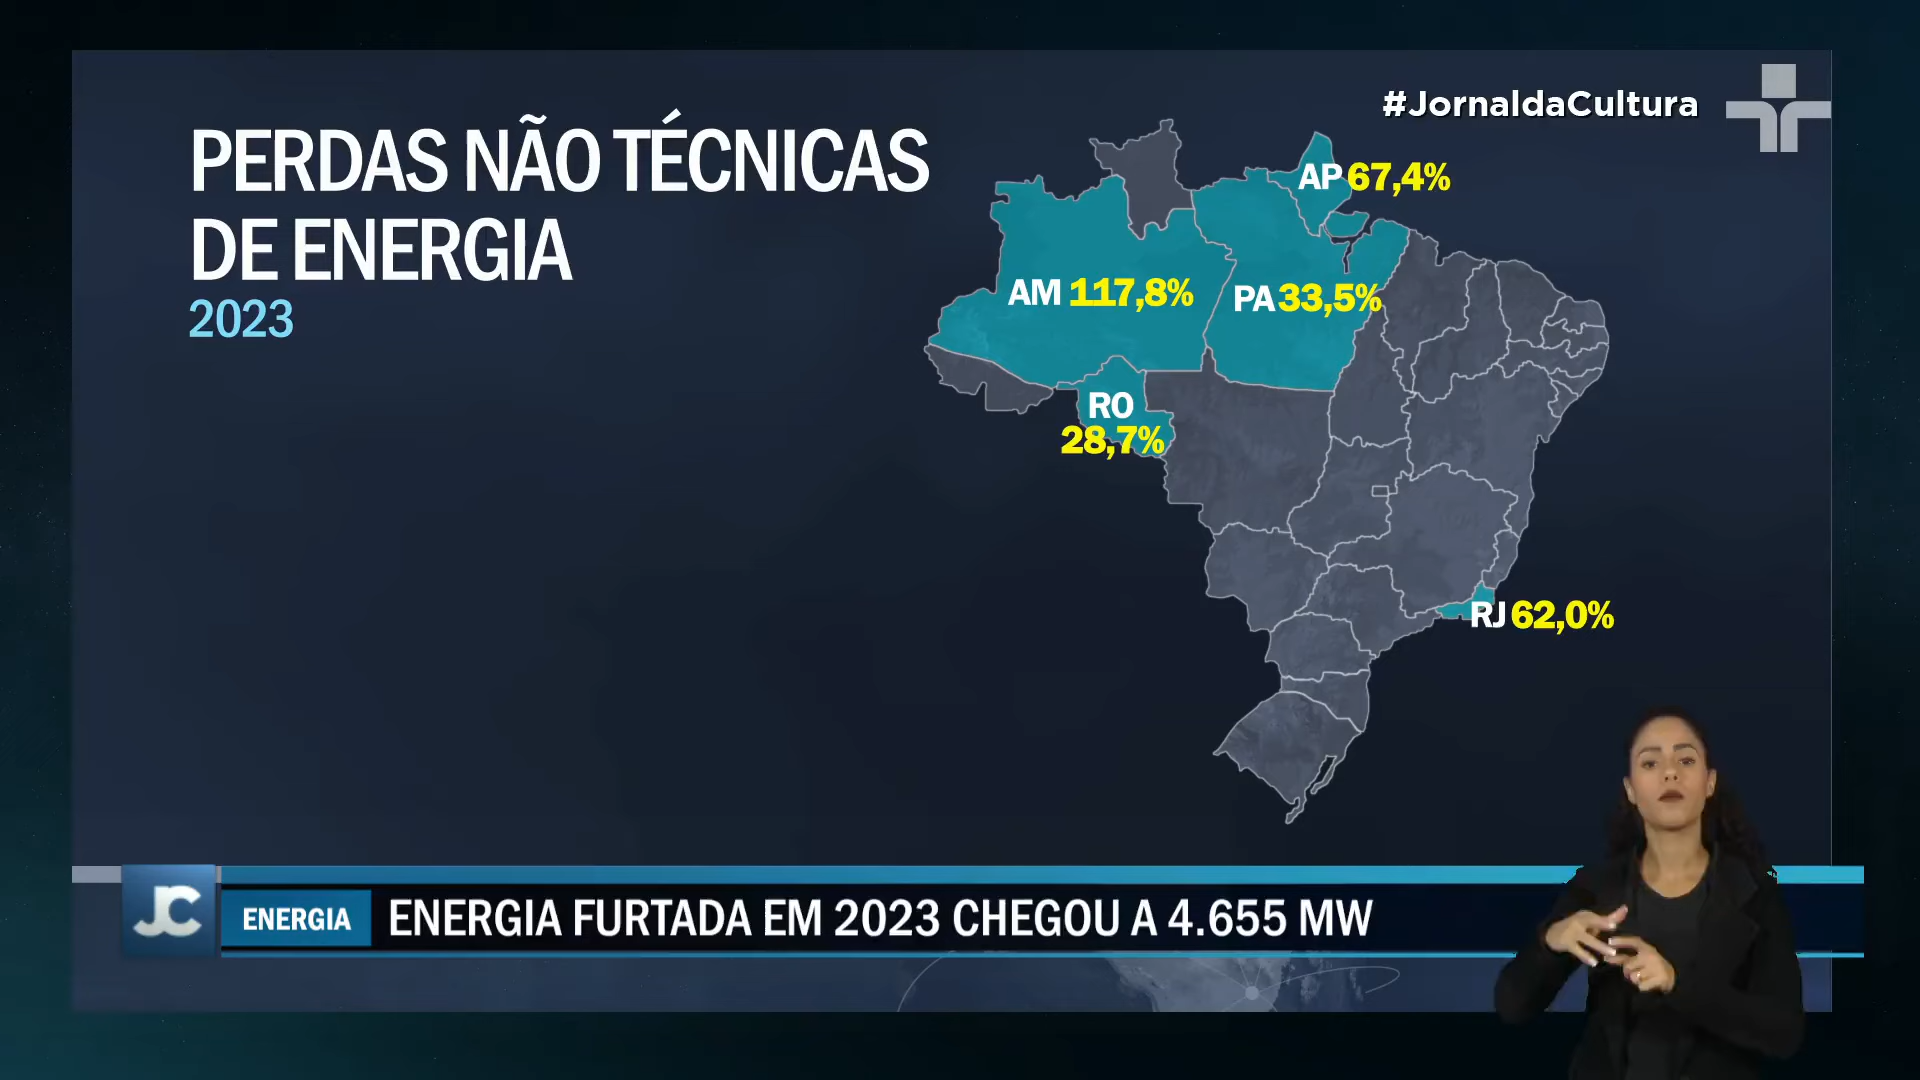 #JornaldaCultura
PERDAS NÃO TÉCNICAS
DE ENERGIA
2023
AP 67,4%
AM 117,8%
PA 33,5%
RO
28,7%
RJ 62,0%
JC
ENERGIA
ENERGIA FURTADA EM 2023 CHEGOU A 4.655 MW